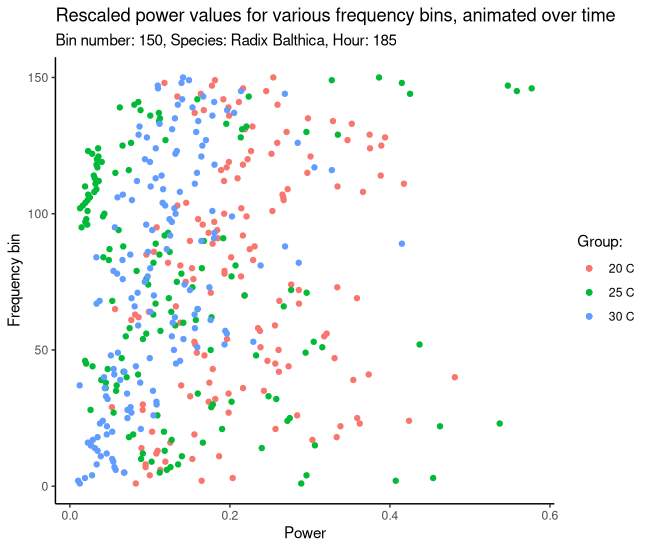 Rescaled power values for various frequency bins, animated over time
Bin number: 150, Species: Radix Balthica, Hour: 185
150
100
50
0
Frequency bin
0.0
0.2
0.4
0.6
Power
Group:
20 C
25 C
30 C